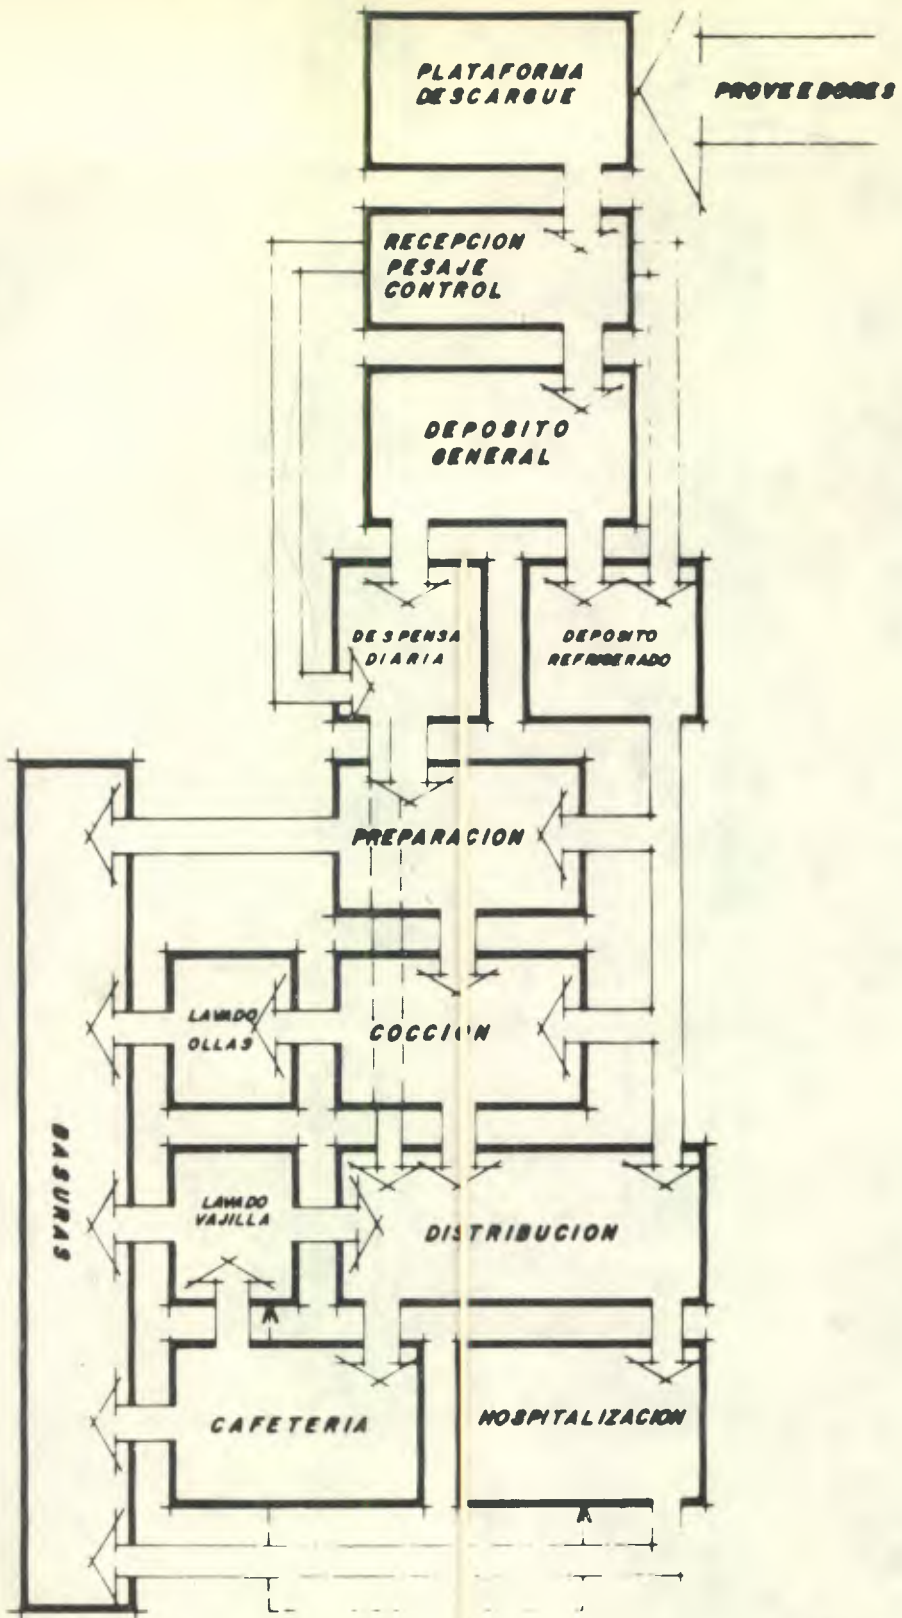 PLATAFORMA
DESCARGUE
PROVEEDORES
RECEPCION
PESAJE
CONTROL
DEPOSITO
GENERAL
DESPENSA
DIARIA
DEPOSITO
REFRIGERADO
PREPARACION
LAVADO
OLLAS
COCCION
BASURAS
LAVADO
VAJILLA
DISTRIBUCION
CAFETERIA
HOSPITALIZACION